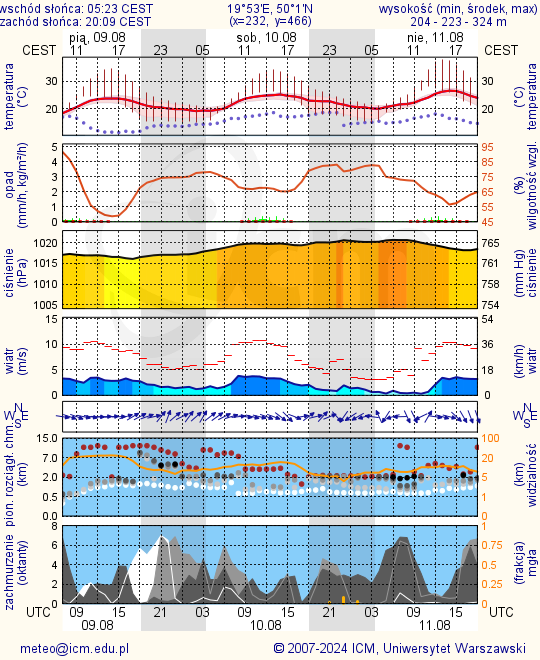 wschód słońca: 05:23 CEST 19°53'E, 50°1'N wysokość (min, środek, max)
zachód słońca: 20:09 CEST (x=232, y=466) 204 - 223 - 324 m
pią, 09.08 sob, 10.08 nie, 11.08
CEST 11 17 23 05 11 17 23 05 11 17 CEST
temperatura (°C)
30 30
20 20
temperatura (°C)
opad (mm/h, kg/m²/h)
5 95
4 85
3 75
2 65
1 55
0 45
(%) wilgotność wzgl.
ciśnienie (hPa)
1020 765
1015 761
1010 758
1005 754
(mm Hg) ciśnienie
wiatr (m/s)
15 54
10 36
5 18
0 0
(km/h) wiatr
N N
W E W E
S S
pion. rozciągł. chm. (km)
15.0 100
7.0 20
2.0 5
0.5 1
0.0 0
(km) widzialność
zachmurzenie (oktanty)
8 1
6 0.75
4 0.5
2 0.25
0 0
(frakcja) mgła
UTC 09 15 21 03 09 15 21 03 09 15 UTC
09.08 10.08 11.08
meteo@icm.edu.pl © 2007-2024 ICM, Uniwersytet Warszawski